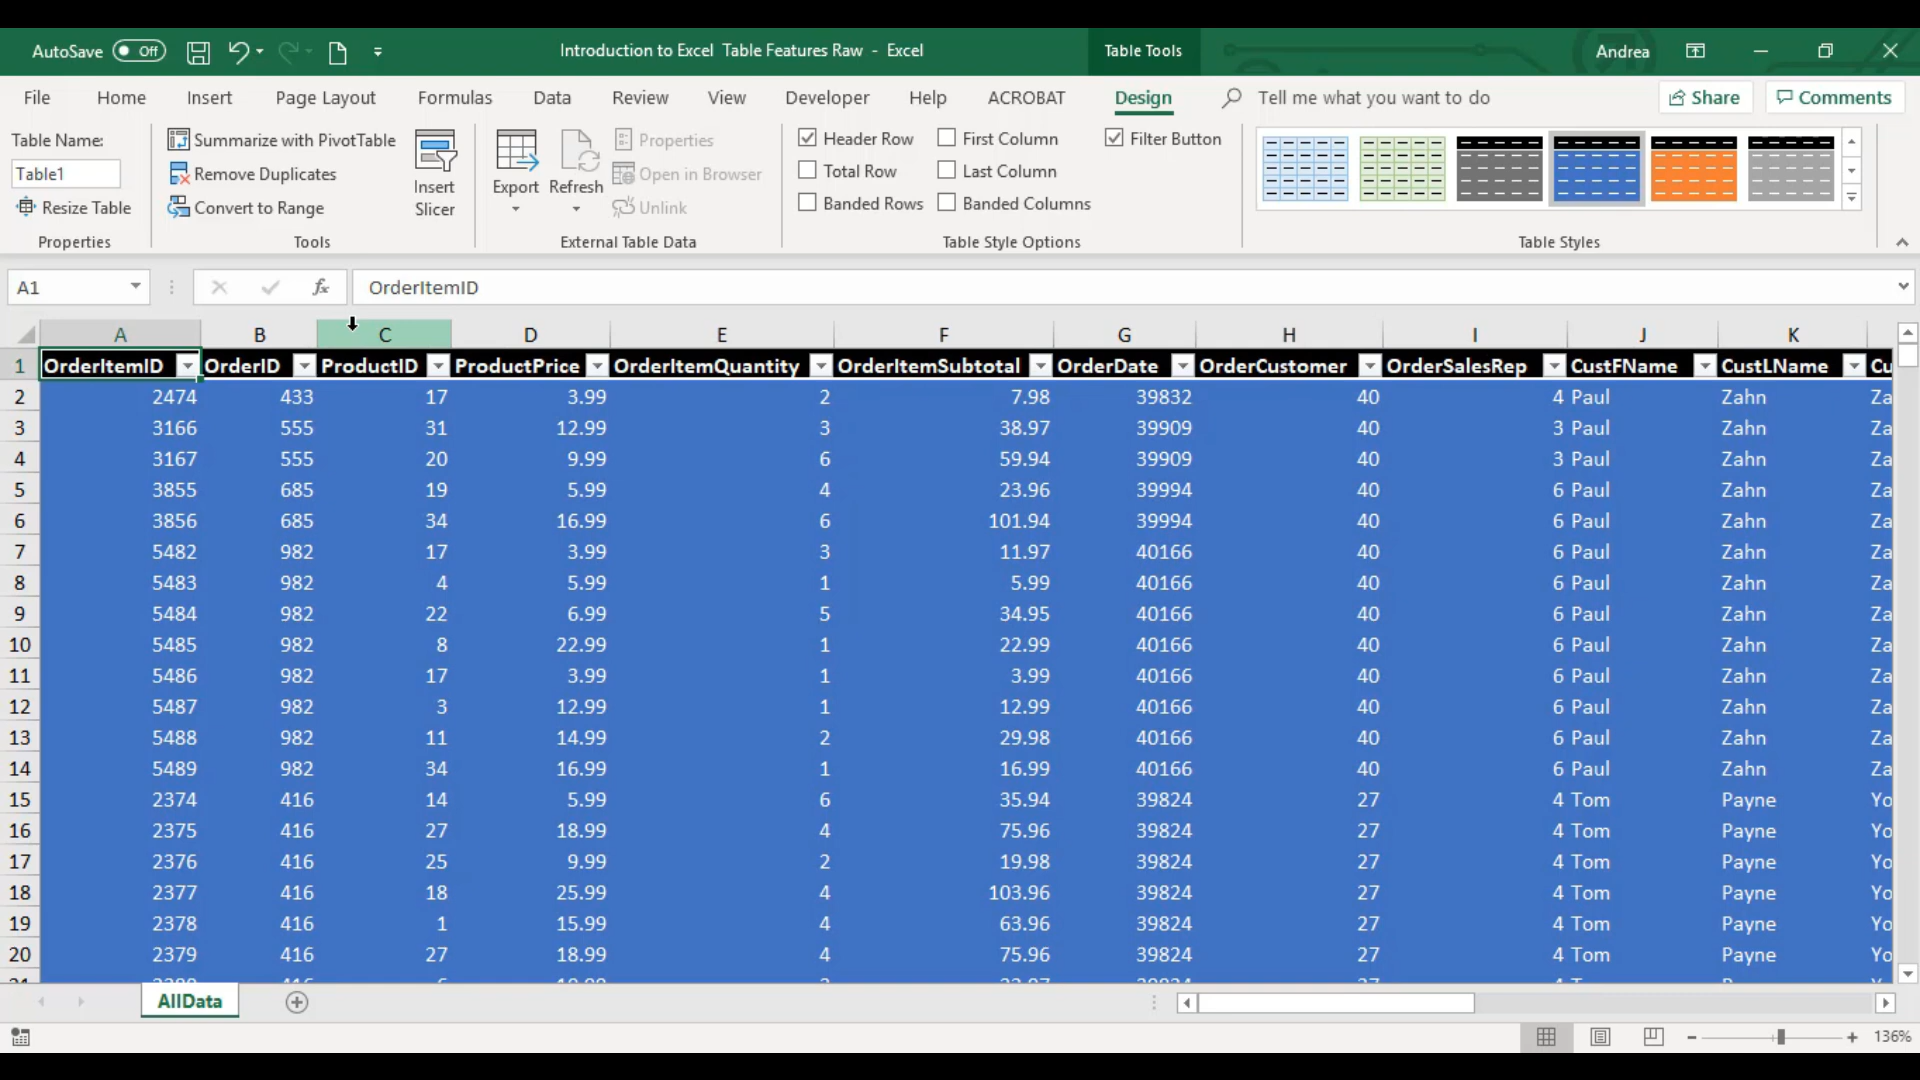 AutoSave Off Introduction to Excel Table Features Raw - Excel Table Tools Andrea
File Home Insert Page Layout Formulas Data Review View Developer Help ACROBAT Design Tell me what you want to do Share Comments
Table Name: Summarize with PivotTable Properties Header Row First Column Filter Button
Table1 Remove Duplicates Insert Slicer Export Refresh Open in Browser Total Row Last Column
Resize Table Convert to Range Unlink Banded Rows Banded Columns
Properties Tools External Table Data Table Style Options Table Styles
A1 fx OrderItemID
A B C D E F G H I J K
1 OrderItemID OrderID ProductID ProductPrice OrderItemQuantity OrderItemSubtotal OrderDate OrderCustomer OrderSalesRep CustFName CustLName Cu
2 2474 433 17 3.99 2 7.98 39832 40 4 Paul Zahn Za
3 3166 555 31 12.99 3 38.97 39909 40 3 Paul Zahn Za
4 3167 555 20 9.99 6 59.94 39909 40 3 Paul Zahn Za
5 3855 685 19 5.99 4 23.96 39994 40 6 Paul Zahn Za
6 3856 685 34 16.99 6 101.94 39994 40 6 Paul Zahn Za
7 5482 982 17 3.99 3 11.97 40166 40 6 Paul Zahn Za
8 5483 982 4 5.99 1 5.99 40166 40 6 Paul Zahn Za
9 5484 982 22 6.99 5 34.95 40166 40 6 Paul Zahn Za
10 5485 982 8 22.99 1 22.99 40166 40 6 Paul Zahn Za
11 5486 982 17 3.99 1 3.99 40166 40 6 Paul Zahn Za
12 5487 982 3 12.99 1 12.99 40166 40 6 Paul Zahn Za
13 5488 982 11 14.99 2 29.98 40166 40 6 Paul Zahn Za
14 5489 982 34 16.99 1 16.99 40166 40 6 Paul Zahn Za
15 2374 416 14 5.99 6 35.94 39824 27 4 Tom Payne Yo
16 2375 416 27 18.99 4 75.96 39824 27 4 Tom Payne Yo
17 2376 416 25 9.99 2 19.98 39824 27 4 Tom Payne Yo
18 2377 416 18 25.99 4 103.96 39824 27 4 Tom Payne Yo
19 2378 416 1 15.99 4 63.96 39824 27 4 Tom Payne Yo
20 2379 416 27 18.99 4 75.96 39824 27 4 Tom Payne Yo
AllData
136%